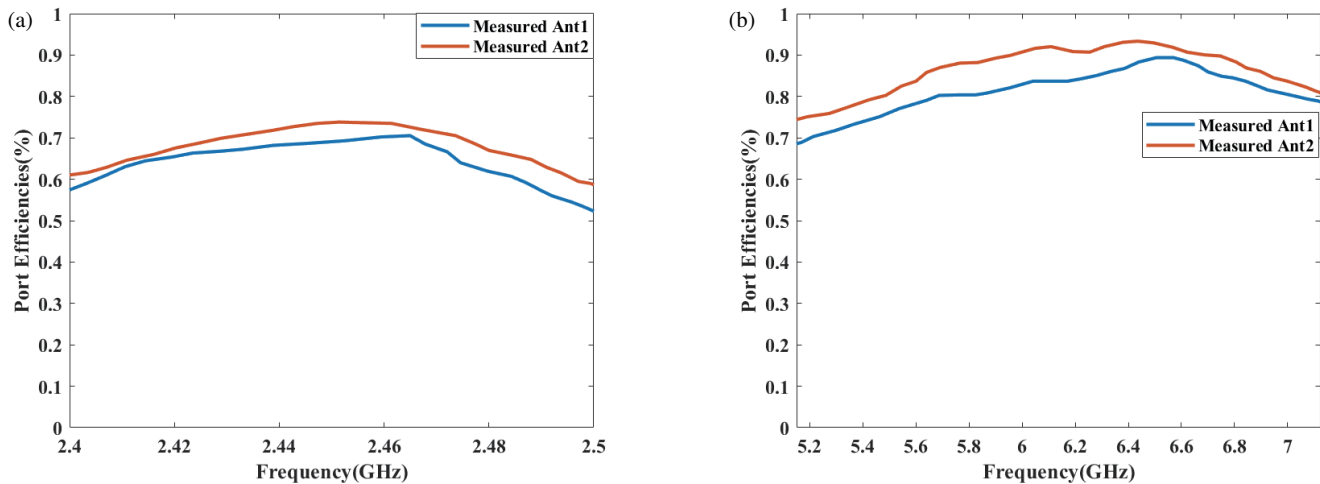 (a)
Port Efficiencies(%)
1
0.9
0.8
0.7
0.6
0.5
0.4
0.3
0.2
0.1
0
Measured Ant1
Measured Ant2
2.4 2.42 2.44 2.46 2.48 2.5
Frequency(GHz)
(b)
Port Efficiencies(%)
1
0.9
0.8
0.7
0.6
0.5
0.4
0.3
0.2
0.1
0
Measured Ant1
Measured Ant2
5.2 5.4 5.6 5.8 6 6.2 6.4 6.6 6.8 7
Frequency(GHz)